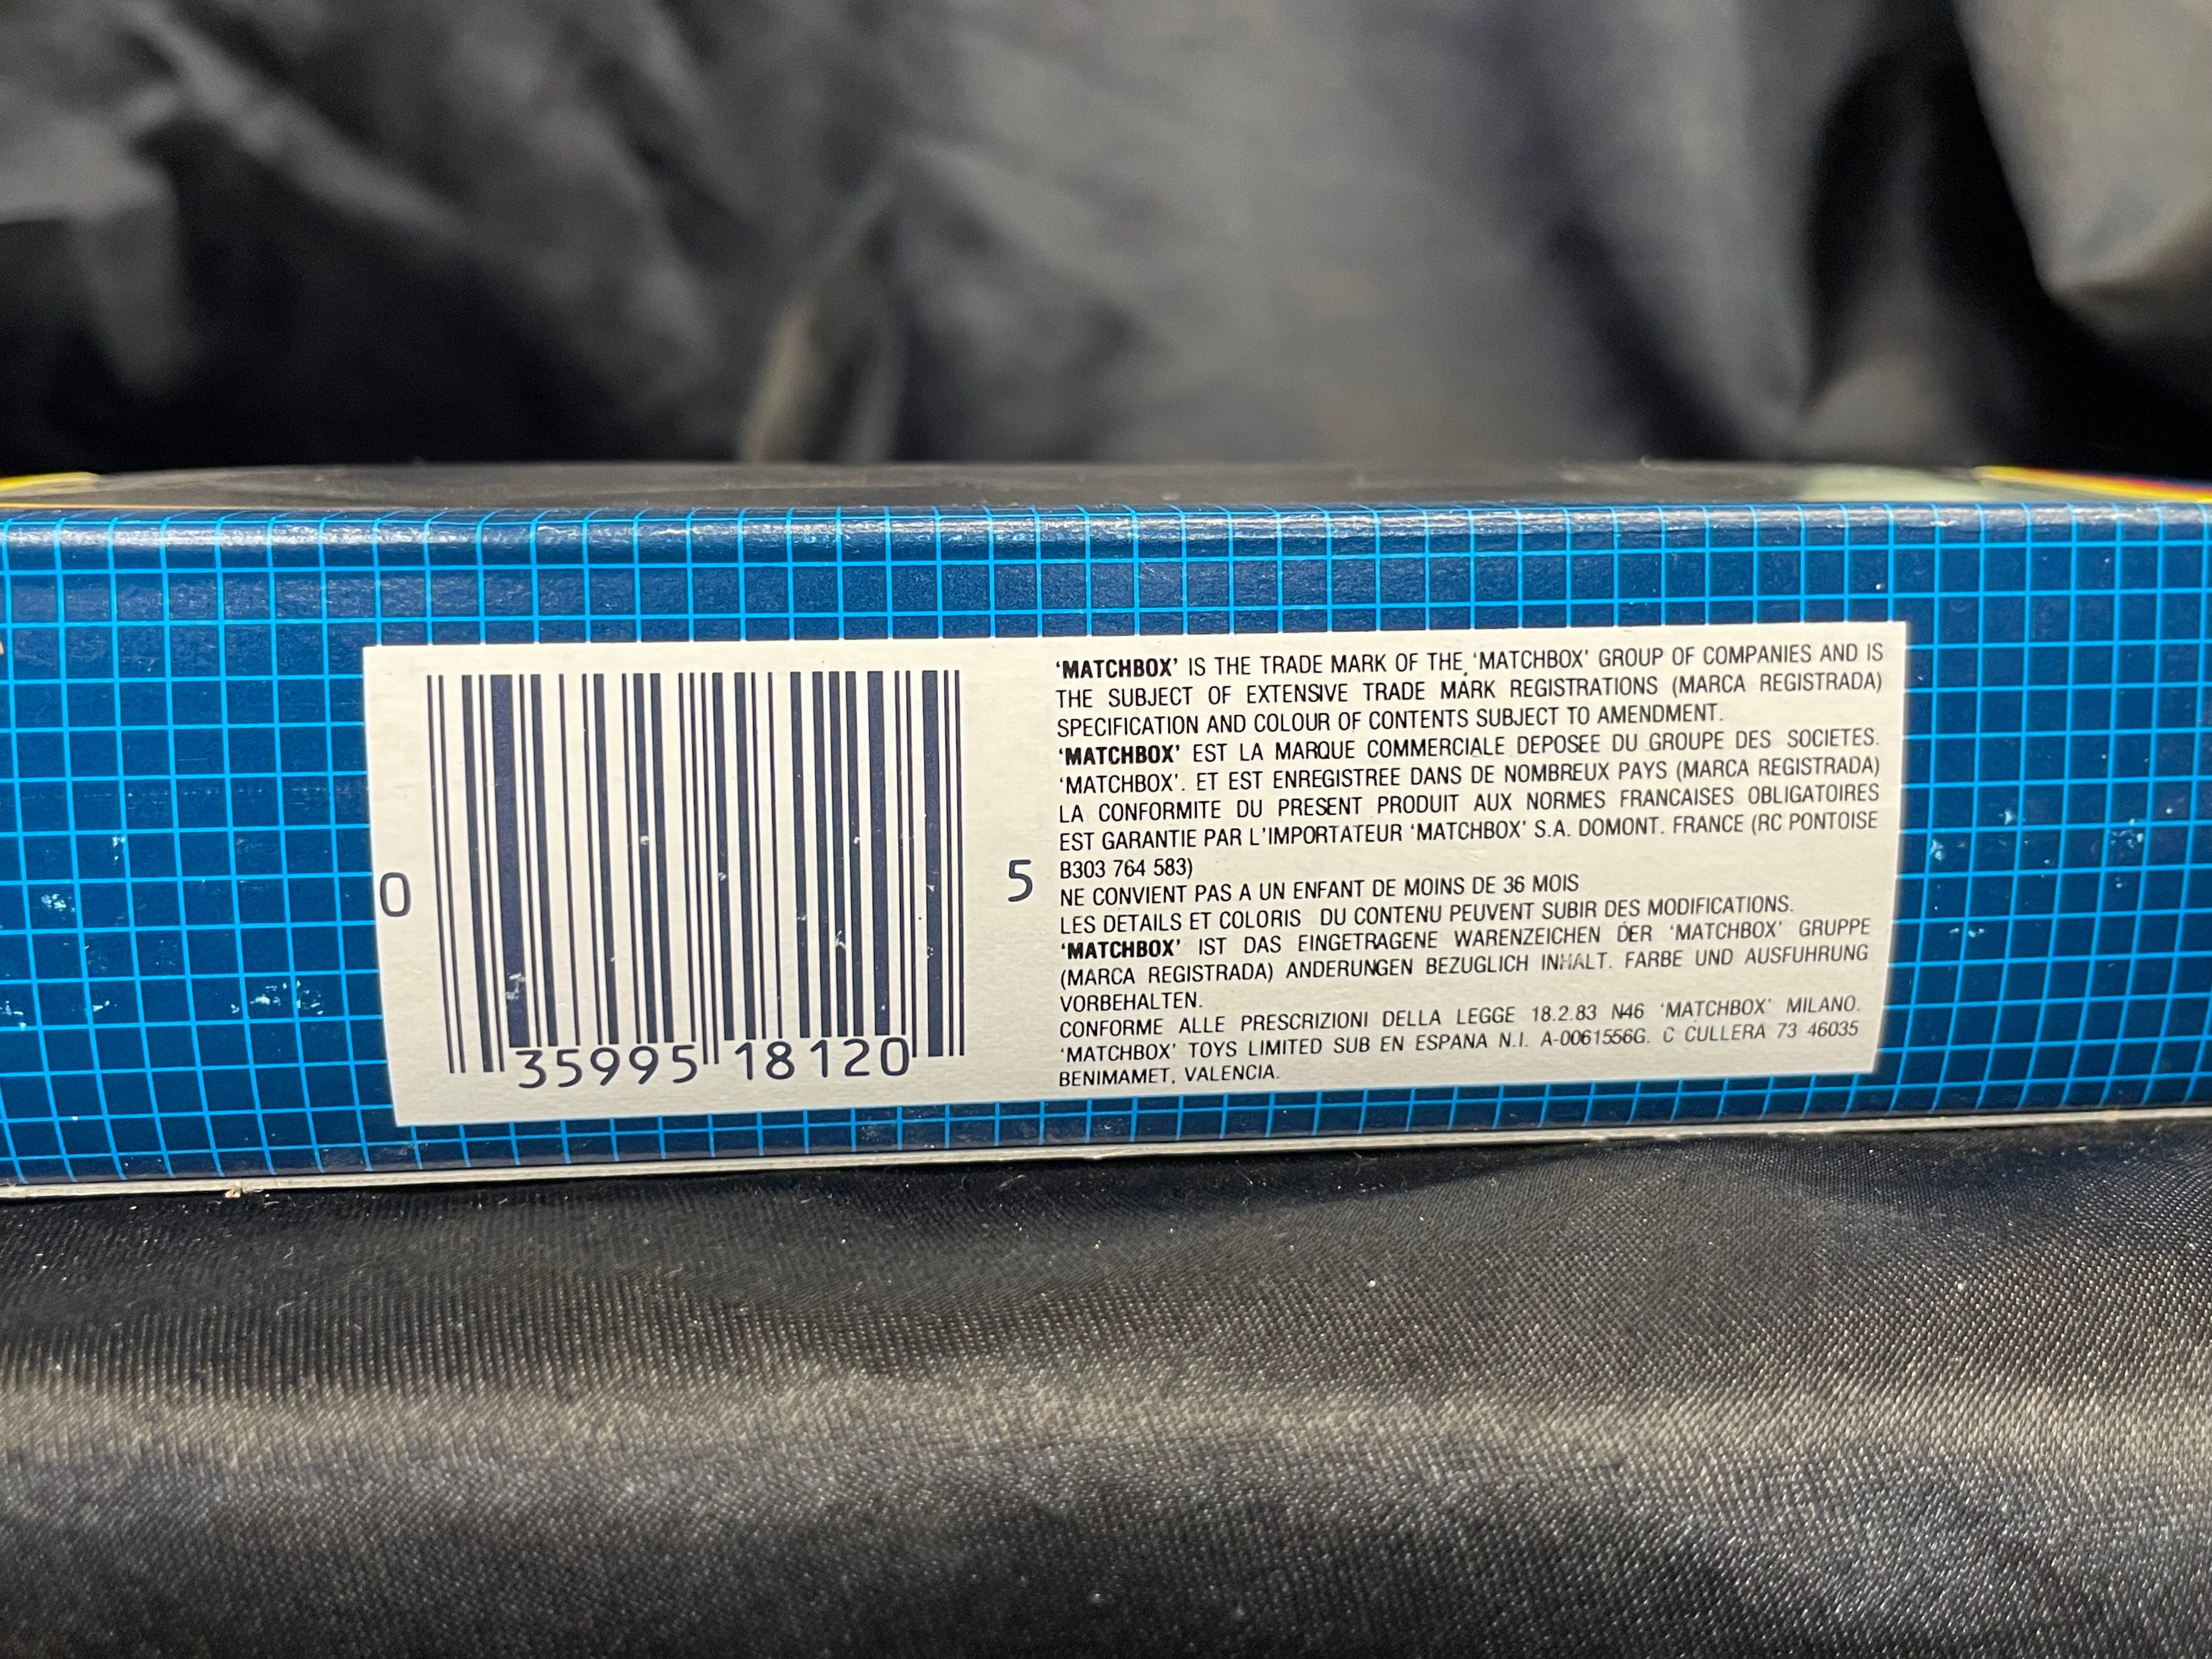 0 35995 18120 5
'MATCHBOX' IS THE TRADE MARK OF THE 'MATCHBOX' GROUP OF COMPANIES AND IS
THE SUBJECT OF EXTENSIVE TRADE MARK REGISTRATIONS (MARCA REGISTRADA)
SPECIFICATION AND COLOUR OF CONTENTS SUBJECT TO AMENDMENT.
'MATCHBOX' EST LA MARQUE COMMERCIALE DEPOSEE DU GROUPE DES SOCIETES.
'MATCHBOX'. ET EST ENREGISTREE DANS DE NOMBREUX PAYS (MARCA REGISTRADA)
LA CONFORMITE DU PRESENT PRODUIT AUX NORMES FRANCAISES OBLIGATOIRES
EST GARANTIE PAR L'IMPORTATEUR 'MATCHBOX' S.A. DOMONT. FRANCE (RC PONTOISE
B303 764 583)
NE CONVIENT PAS A UN ENFANT DE MOINS DE 36 MOIS
LES DETAILS ET COLORIS DU CONTENU PEUVENT SUBIR DES MODIFICATIONS.
'MATCHBOX' IST DAS EINGETRAGENE WARENZEICHEN DER 'MATCHBOX' GRUPPE
(MARCA REGISTRADA) ANDERUNGEN BEZUGLICH INHALT. FARBE UND AUSFUHRUNG
VORBEHALTEN.
CONFORME ALLE PRESCRIZIONI DELLA LEGGE 18.2.83 N46 'MATCHBOX' MILANO.
'MATCHBOX' TOYS LIMITED SUB EN ESPANA N.I. A-0061556G. C CULLERA 73 46035
BENIMAMET, VALENCIA.